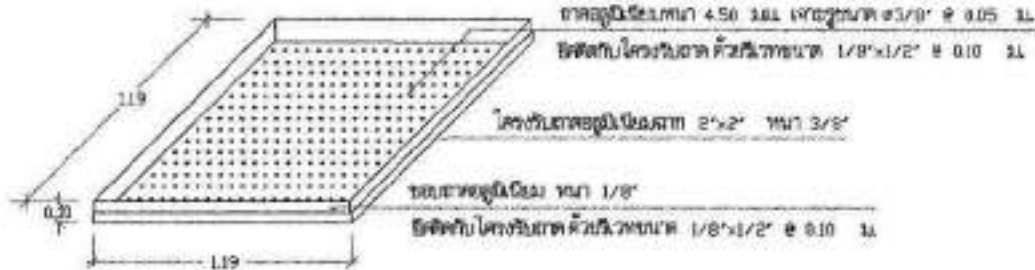 ถาดอลูมิเนียมหนา 4.50 มม. เจาะรูขนาด ø3/8" @ 0.05 ม.
ยึดติดกับโครงรับถาด ด้วยรีเวทขนาด 1/8"x1/2" @ 0.10 ม.
1.19
โครงรับถาดอลูมิเนียมฉาก 2"x2" หนา 3/8"
ขอบถาดอลูมิเนียม หนา 1/8"
0.20
ยึดติดกับโครงรับถาด ด้วยรีเวทขนาด 1/8"x1/2" @ 0.10 ม.
1.19